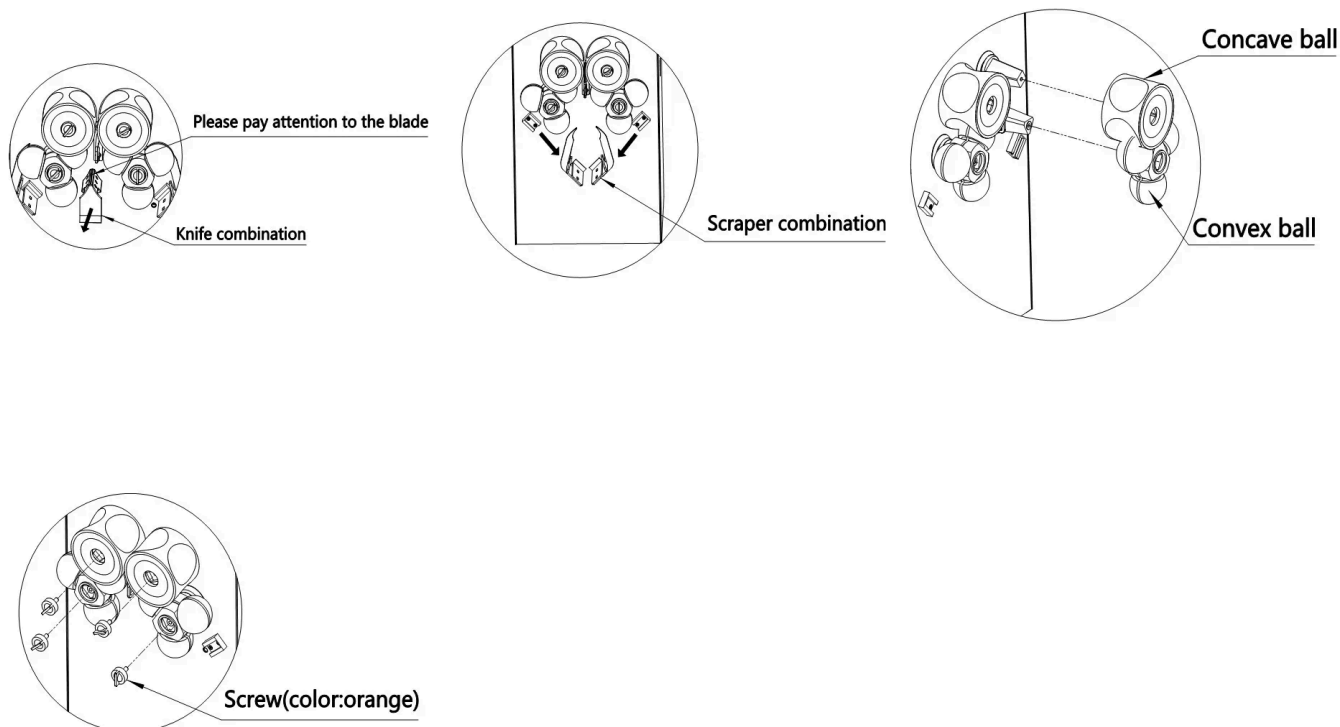 Concave ball
Please pay attention to the blade
Knife combination
Scraper combination
Convex ball
Screw(color:orange)